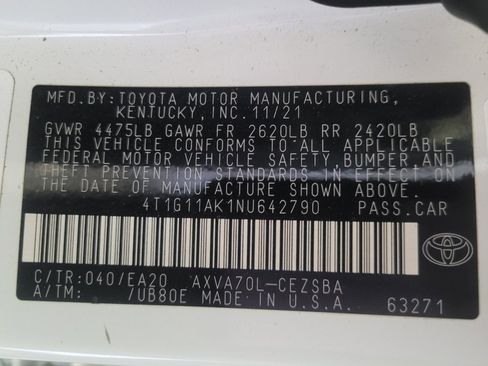 MFD.BY:TOYOTA MOTOR MANUFACTURING,
KENTUCKY,INC.11/21
GVWR 4475LB GAWR FR 2620LB RR 2420LB
THIS VEHICLE CONFORMS TO ALL APPLICABLE
FEDERAL MOTOR VEHICLE SAFETY,BUMPER,AND
THEFT PREVENTION STANDARDS IN EFFECT ON
THE DATE OF MANUFACTURE SHOWN ABOVE.
4T1G11AK1NU642790 PASS.CAR
C/TR:040/EA20 AXVA70L-CEZSBA
A/TM: /UB80E MADE IN U.S.A. 63271
TOYOTA